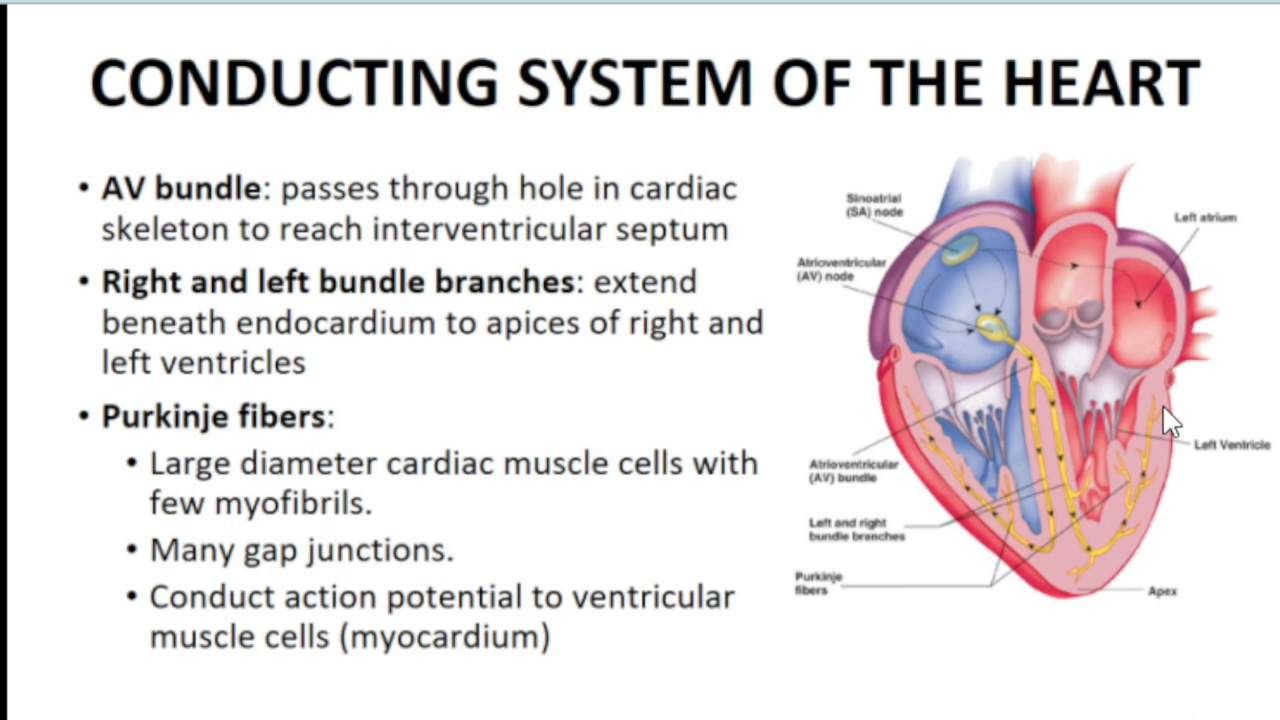 CONDUCTING SYSTEM OF THE HEART
• AV bundle: passes through hole in cardiac
skeleton to reach interventricular septum
• Right and left bundle branches: extend
beneath endocardium to apices of right and
left ventricles
• Purkinje fibers:
• Large diameter cardiac muscle cells with
few myofibrils.
• Many gap junctions.
• Conduct action potential to ventricular
muscle cells (myocardium)
Sinoatrial
(SA) node
Left atrium
Atrioventricular
(AV) node
Left Ventricle
Atrioventricular
(AV) bundle
Left and right
bundle branches
Purkinje
fibers
Apex